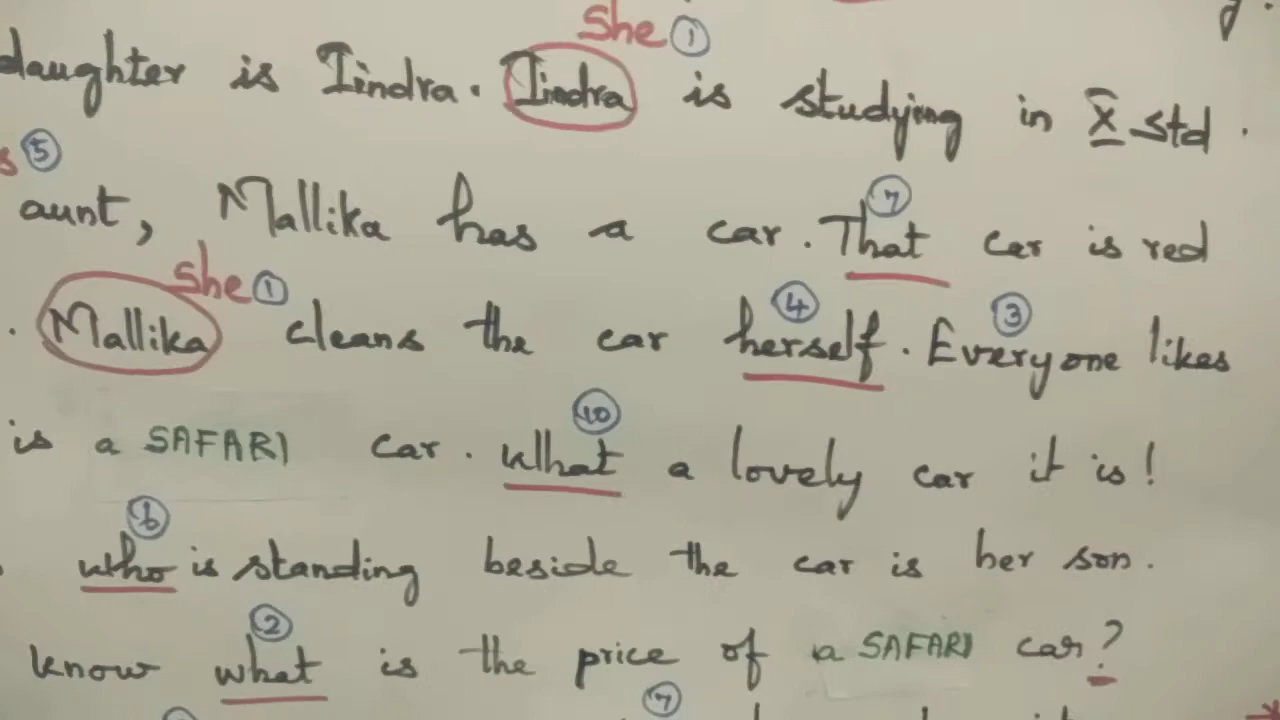 she ①
daughter is Iindra. Iindra is studying in X Std.
s ⑤ ⑦
aunt, Mallika has a car. That car is red
she ① ④ ③
. Mallika cleans the car herself. Everyone likes
⑩
is a SAFARI car. What a lovely car it is!
⑥
who is standing beside the car is her son.
②
know what is the price of a SAFARI car?
⑦